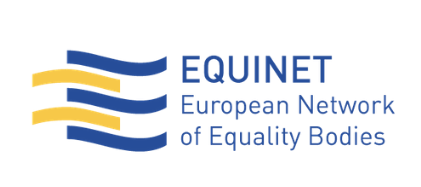 EQUINET
European Network
of Equality Bodies